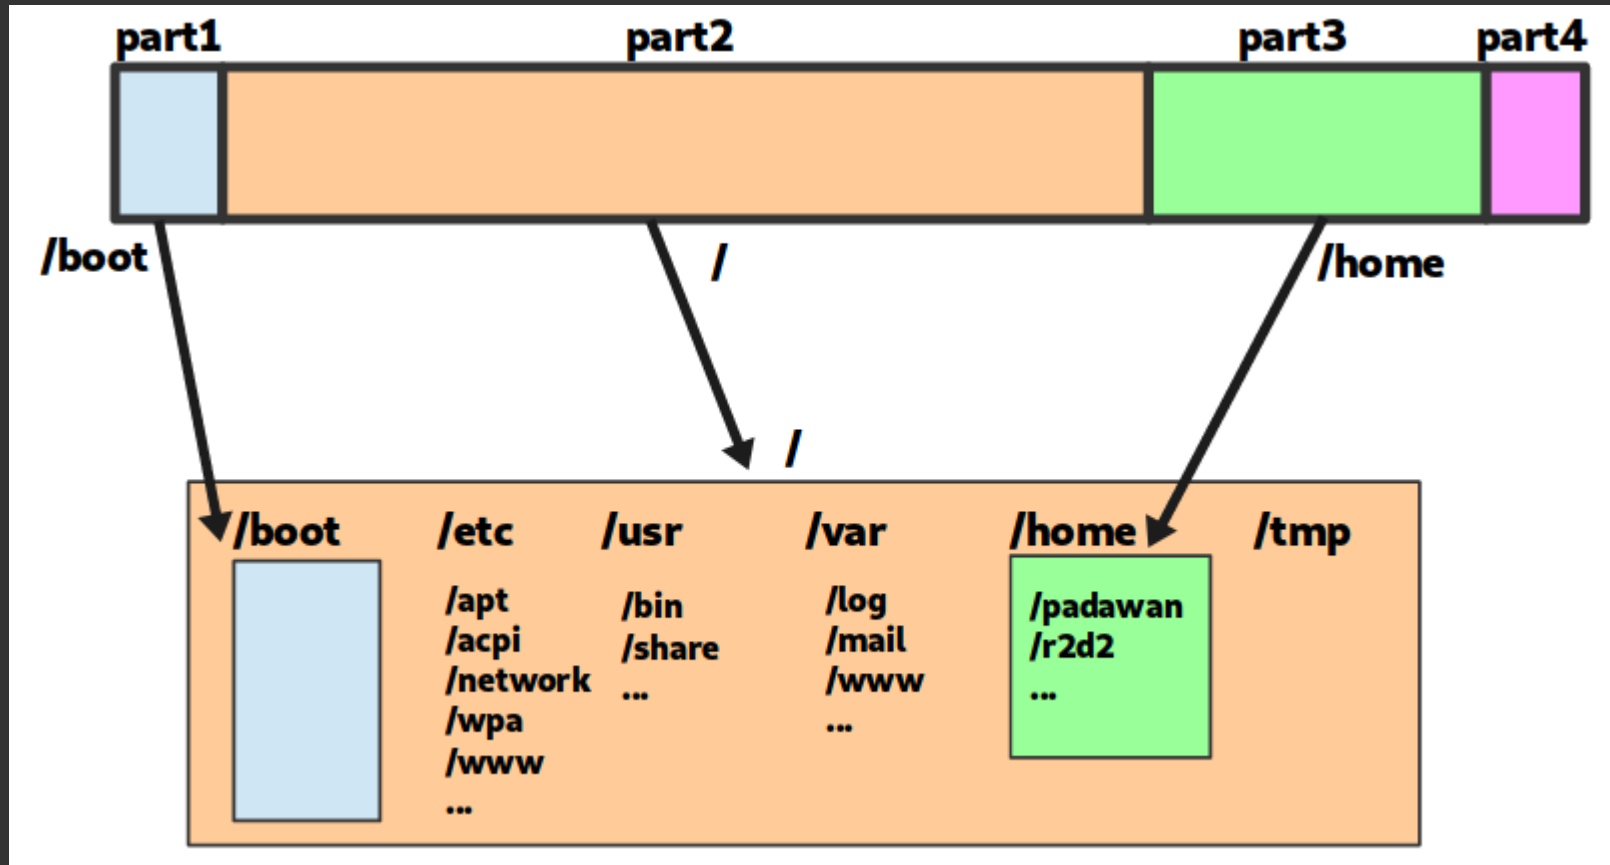 part1 part2 part3 part4
/boot / /home
/
/boot /etc /usr /var /home /tmp
/apt /bin /log /padawan
/acpi /share /mail /r2d2
/network ... /www ...
/wpa ...
/www
...